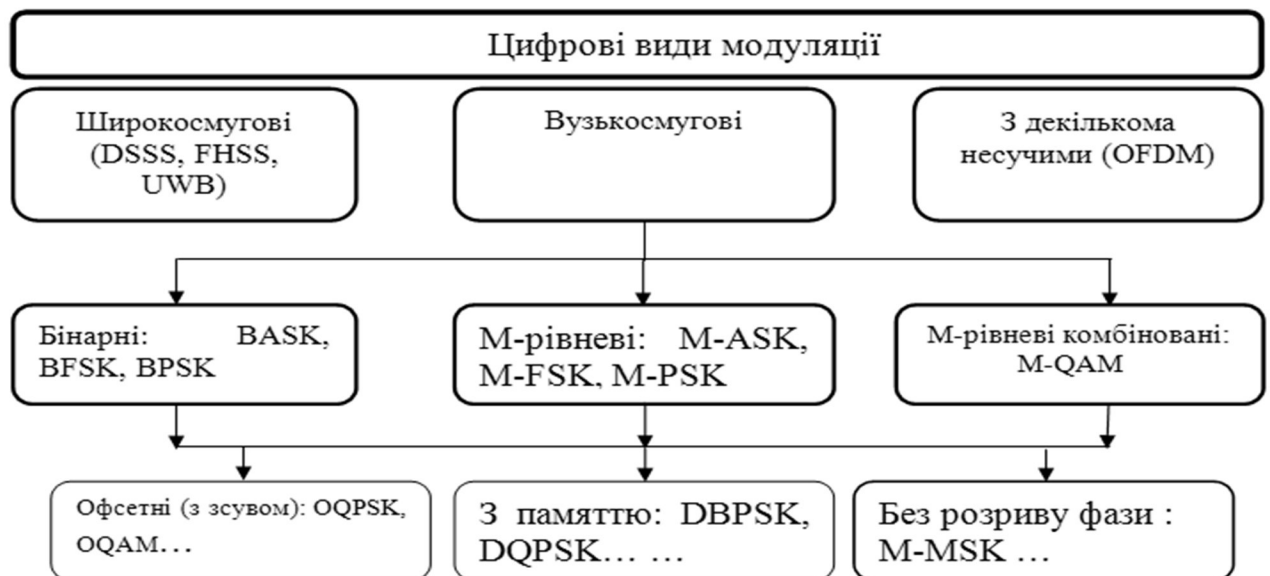 Цифрові види модуляції
Широкосмугові
(DSSS, FHSS,
UWB)
Вузькосмугові
З декількома
несучими (OFDM)
Бінарні: BASK,
BFSK, BPSK
М-рівневі: M-ASK,
M-FSK, M-PSK
М-рівневі комбіновані:
M-QAM
Офсетні (з зсувом): OQPSK,
OQAM…
З памяттю: DBPSK,
DQPSK… …
Без розриву фази :
M-MSK …